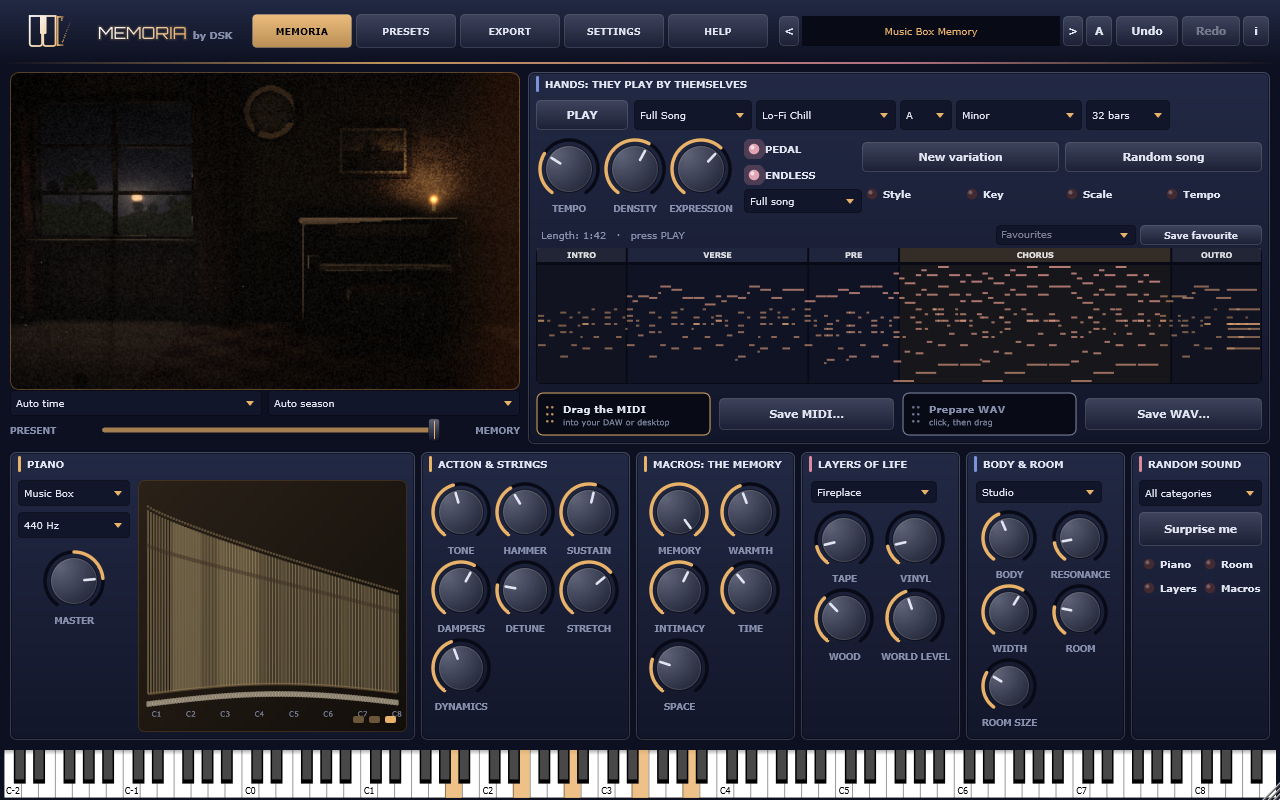 MEMORIA by DSK
MEMORIA
PRESETS
EXPORT
SETTINGS
HELP
<
Music Box Memory
>
A
Undo
Redo
i
HANDS: THEY PLAY BY THEMSELVES
PLAY
Full Song
Lo-Fi Chill
A
Minor
32 bars
PEDAL
ENDLESS
New variation
Random song
TEMPO
DENSITY
EXPRESSION
Full song
Style
Key
Scale
Tempo
Length: 1:42 · press PLAY
Favourites
Save favourite
INTRO
VERSE
PRE
CHORUS
OUTRO
Auto time
Auto season
PRESENT
MEMORY
Drag the MIDI
into your DAW or desktop
Save MIDI...
Prepare WAV
click, then drag
Save WAV...
PIANO
Music Box
440 Hz
MASTER
C1 C2 C3 C4 C5 C6 C7 C8
ACTION & STRINGS
TONE
HAMMER
SUSTAIN
DAMPERS
DETUNE
STRETCH
DYNAMICS
MACROS: THE MEMORY
MEMORY
WARMTH
INTIMACY
TIME
SPACE
LAYERS OF LIFE
Fireplace
TAPE
VINYL
WOOD
WORLD LEVEL
BODY & ROOM
Studio
BODY
RESONANCE
WIDTH
ROOM
ROOM SIZE
RANDOM SOUND
All categories
Surprise me
Piano
Room
Layers
Macros
C-2 C-1 C0 C1 C2 C3 C4 C5 C6 C7 C8